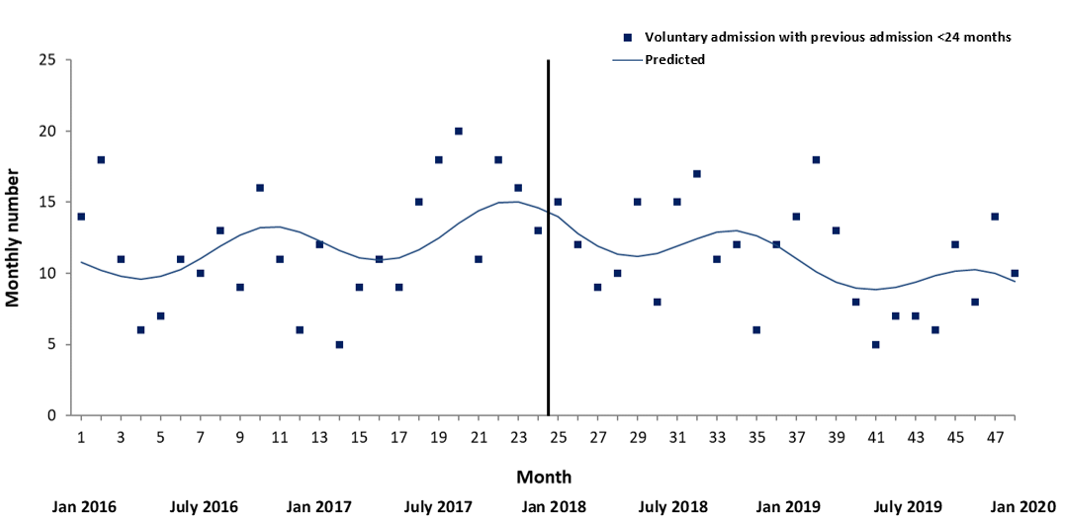 Voluntary admission with previous admission <24 months
Predicted
25
20
15
10
5
0
Monthly number
1 3 5 7 9 11 13 15 17 19 21 23 25 27 29 31 33 35 37 39 41 43 45 47
Month
Jan 2016 July 2016 Jan 2017 July 2017 Jan 2018 July 2018 Jan 2019 July 2019 Jan 2020